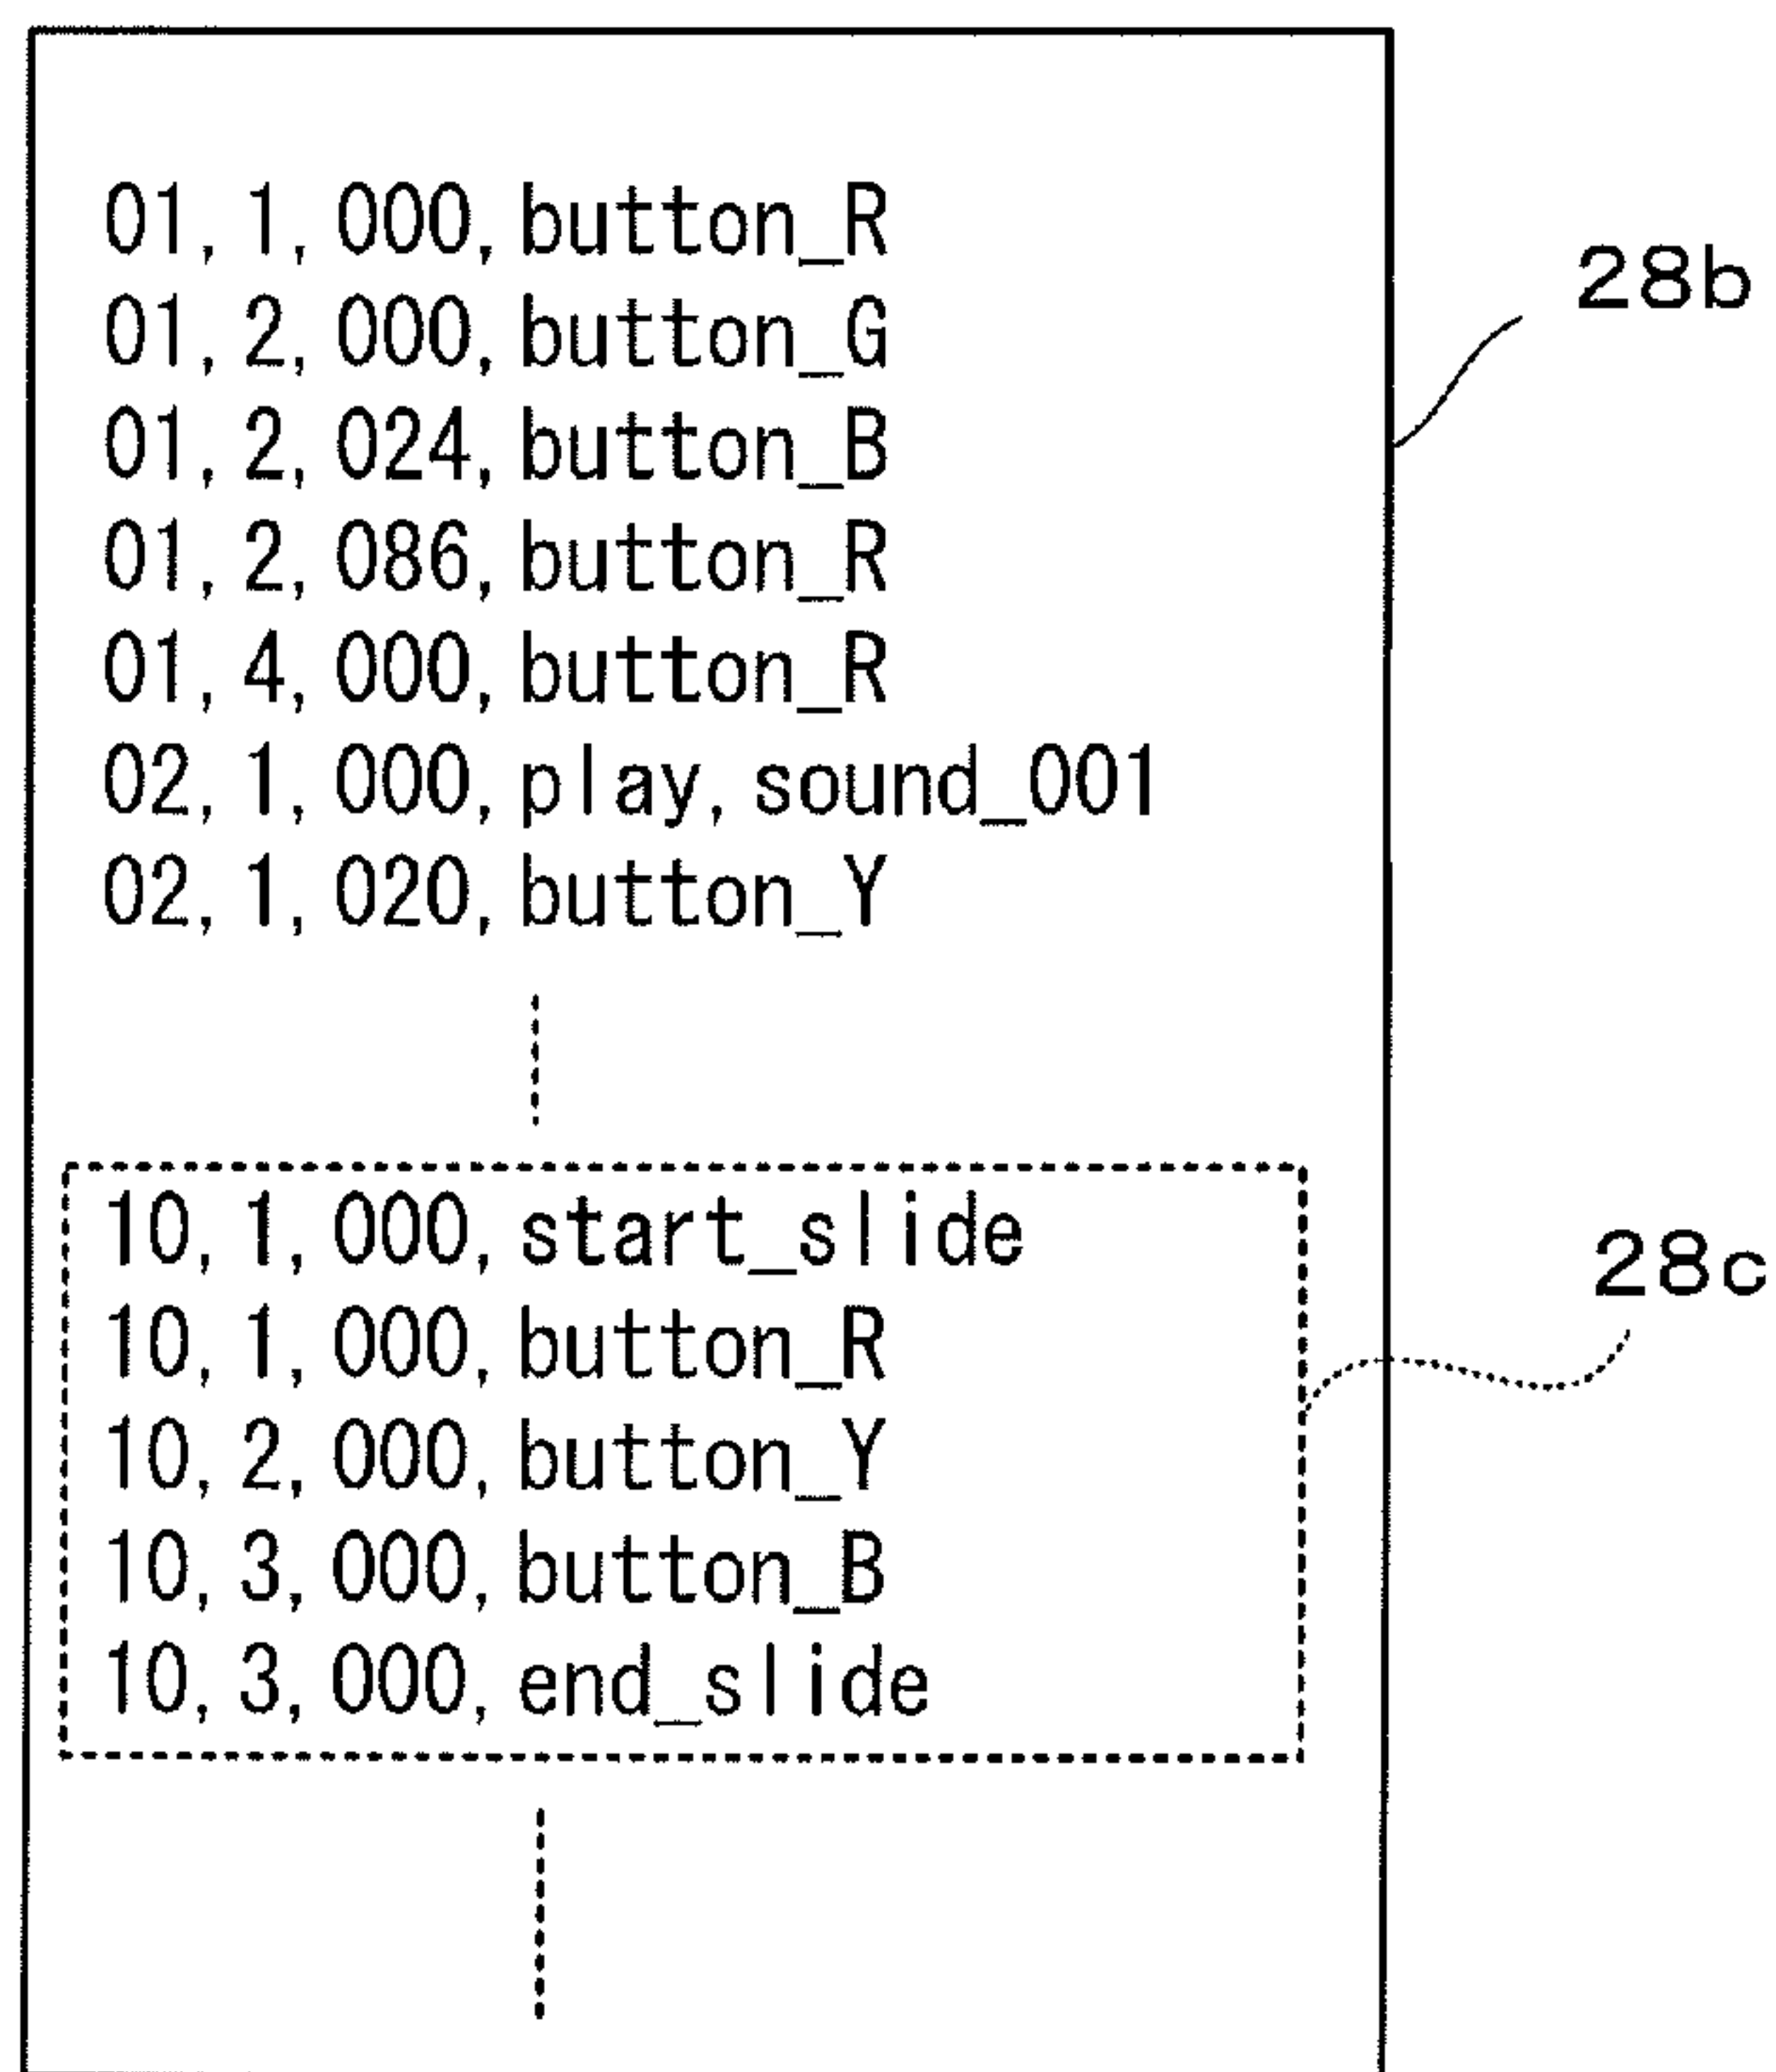 01,1,000,button_R
01,2,000,button_G
01,2,024,button_B
01,2,086,button_R
01,4,000,button_R
02,1,000,play,sound_001
02,1,020,button_Y
28b
10,1,000,start_slide
10,1,000,button_R
10,2,000,button_Y
10,3,000,button_B
10,3,000,end_slide
28c